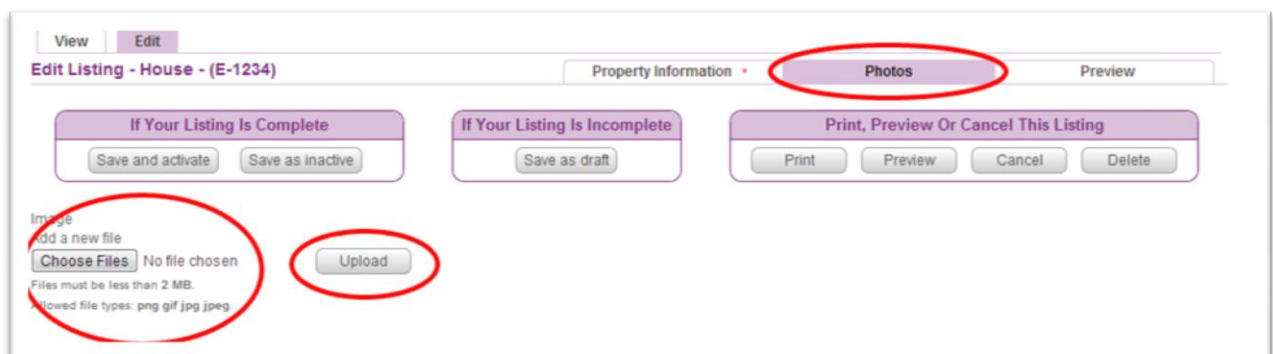 View Edit
Edit Listing - House - (E-1234)
Property Information * Photos Preview
If Your Listing Is Complete
Save and activate Save as inactive
If Your Listing Is Incomplete
Save as draft
Print, Preview Or Cancel This Listing
Print Preview Cancel Delete
Image
Add a new file
Choose Files No file chosen Upload
Files must be less than 2 MB.
Allowed file types: png gif jpg jpeg.